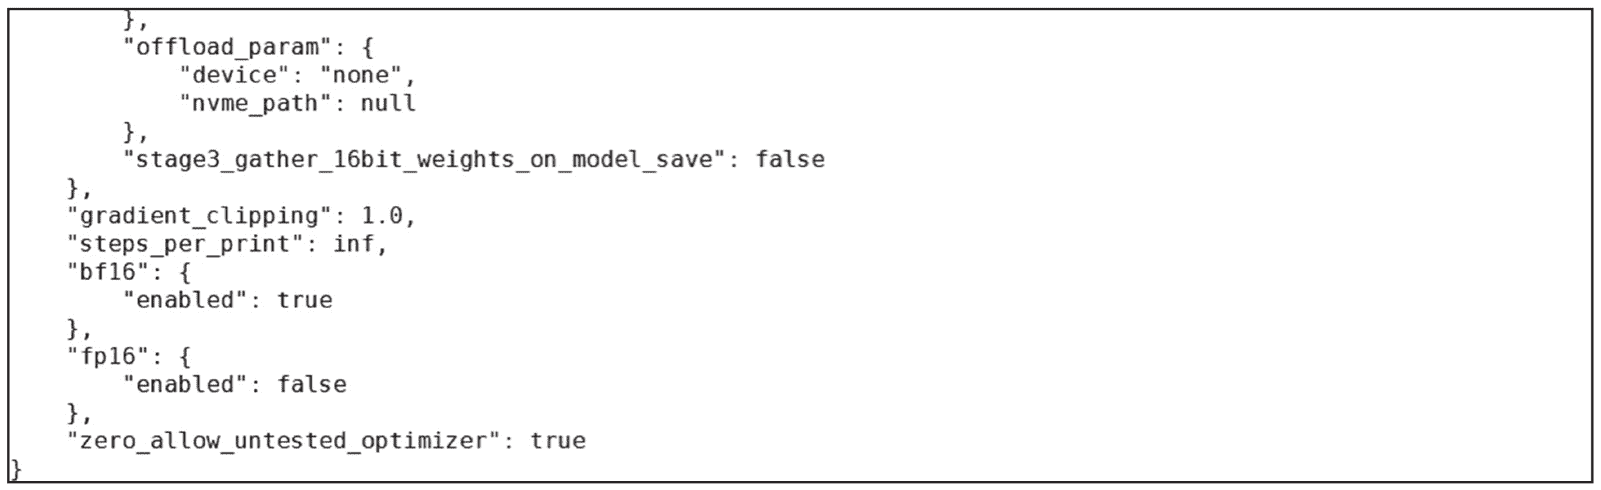 },
        "offload_param": {
            "device": "none",
            "nvme_path": null
        },
        "stage3_gather_16bit_weights_on_model_save": false
    },
    "gradient_clipping": 1.0,
    "steps_per_print": inf,
    "bf16": {
        "enabled": true
    },
    "fp16": {
        "enabled": false
    },
    "zero_allow_untested_optimizer": true
}